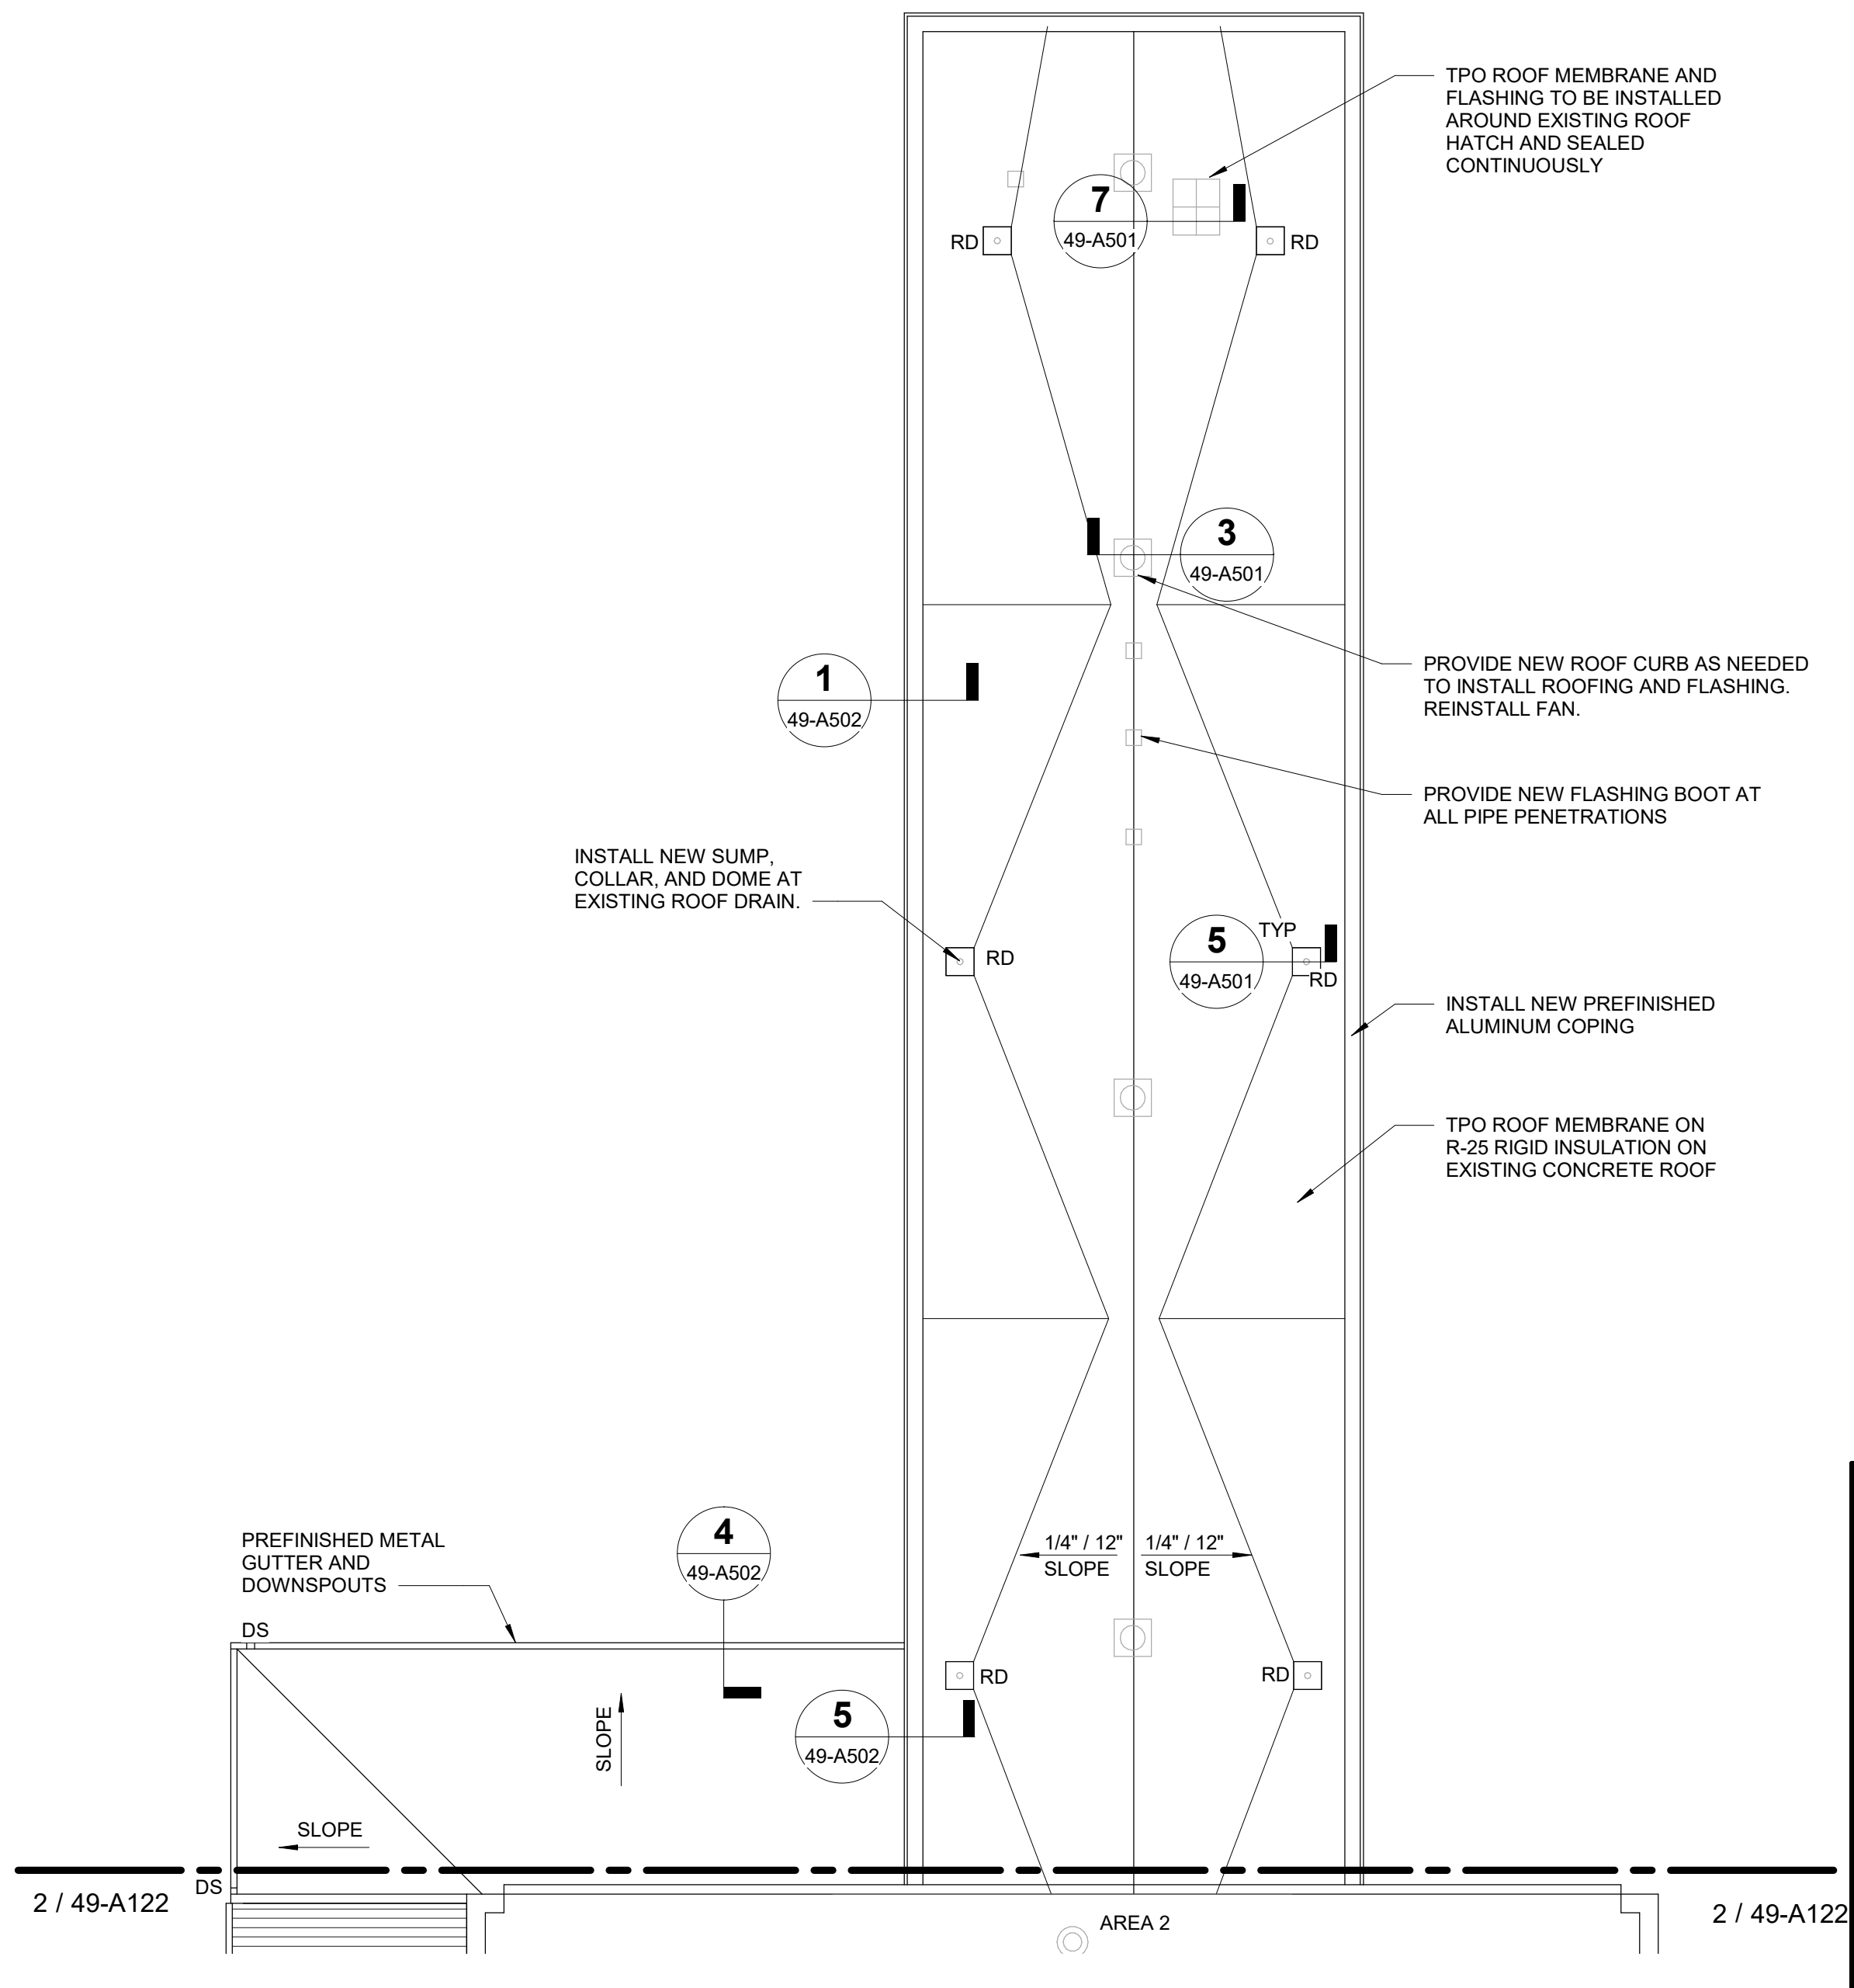 TPO ROOF MEMBRANE AND
FLASHING TO BE INSTALLED
AROUND EXISTING ROOF
HATCH AND SEALED
CONTINUOUSLY
7
49-A501
RD
RD
3
49-A501
1
49-A502
PROVIDE NEW ROOF CURB AS NEEDED
TO INSTALL ROOFING AND FLASHING.
REINSTALL FAN.
PROVIDE NEW FLASHING BOOT AT
ALL PIPE PENETRATIONS
INSTALL NEW SUMP,
COLLAR, AND DOME AT
EXISTING ROOF DRAIN.
RD
5
49-A501
TYP
RD
INSTALL NEW PREFINISHED
ALUMINUM COPING
TPO ROOF MEMBRANE ON
R-25 RIGID INSULATION ON
EXISTING CONCRETE ROOF
PREFINISHED METAL
GUTTER AND
DOWNSPOUTS
4
49-A502
1/4" / 12"
SLOPE
1/4" / 12"
SLOPE
DS
RD
RD
5
49-A502
SLOPE
SLOPE
DS
2 / 49-A122
AREA 2
2 / 49-A122